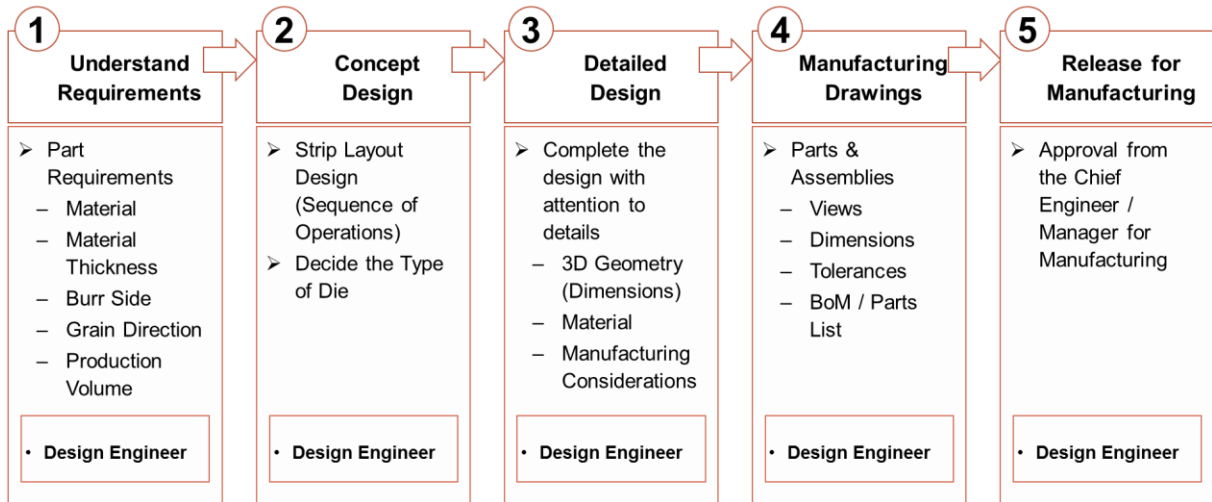 1
Understand
Requirements
➢ Part
Requirements
– Material
– Material
Thickness
– Burr Side
– Grain Direction
– Production
Volume
• Design Engineer
2
Concept
Design
➢ Strip Layout
Design
(Sequence of
Operations)
➢ Decide the Type
of Die
• Design Engineer
3
Detailed
Design
➢ Complete the
design with
attention to
details
– 3D Geometry
(Dimensions)
– Material
– Manufacturing
Considerations
• Design Engineer
4
Manufacturing
Drawings
➢ Parts &
Assemblies
– Views
– Dimensions
– Tolerances
– BoM / Parts
List
• Design Engineer
5
Release for
Manufacturing
➢ Approval from
the Chief
Engineer /
Manager for
Manufacturing
• Design Engineer